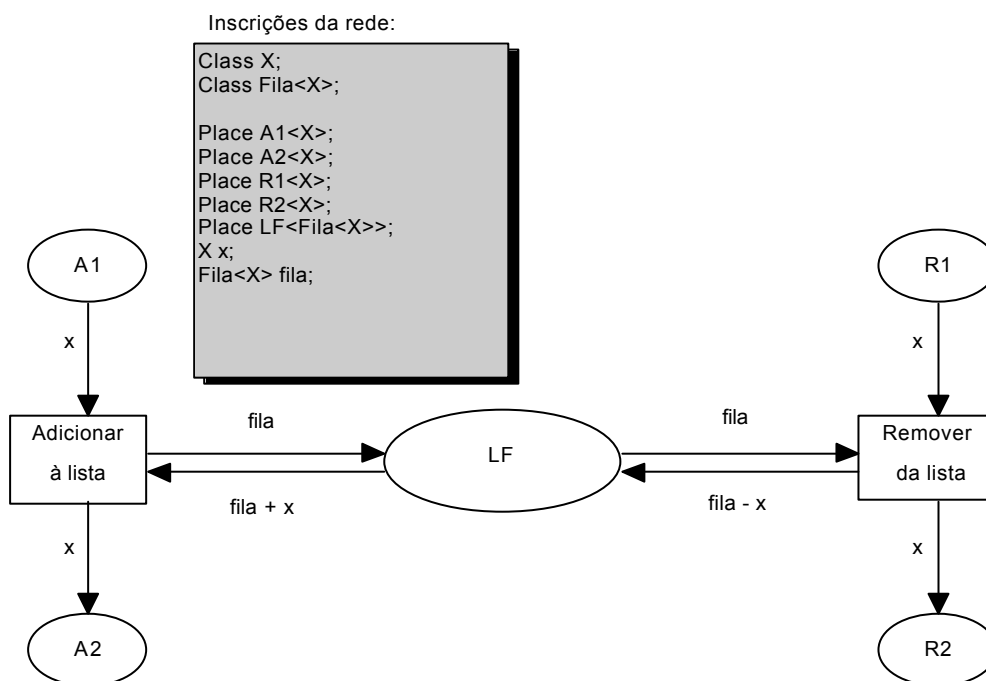 Inscrições da rede:
Class X;
Class Fila<X>;
Place A1<X>;
Place A2<X>;
Place R1<X>;
Place R2<X>;
Place LF<Fila<X>>;
X x;
Fila<X> fila;
A1
R1
x
x
Adicionar
à lista
fila
fila + x
LF
fila
fila - x
Remover
da lista
x
x
A2
R2